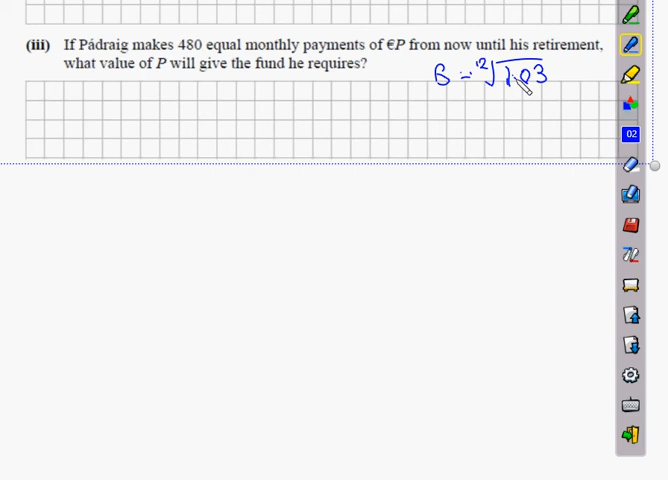 (iii) If Pádraig makes 480 equal monthly payments of €P from now until his retirement,
what value of P will give the fund he requires?
G = ¹²√1.03
02